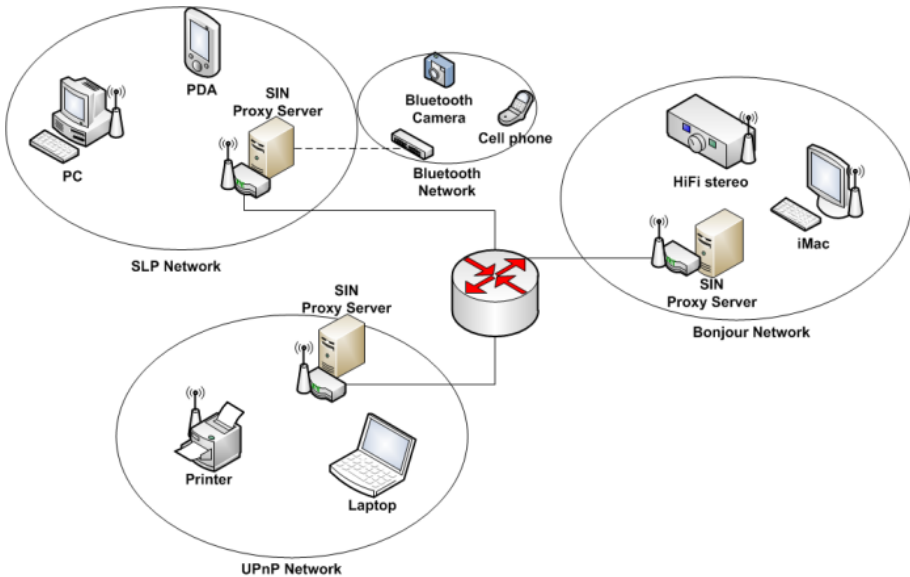 PDA
SIN
Proxy Server
PC
SLP Network
Bluetooth
Camera
Cell phone
Bluetooth
Network
HiFi stereo
iMac
SIN
Proxy Server
Bonjour Network
SIN
Proxy Server
Printer
Laptop
UPnP Network